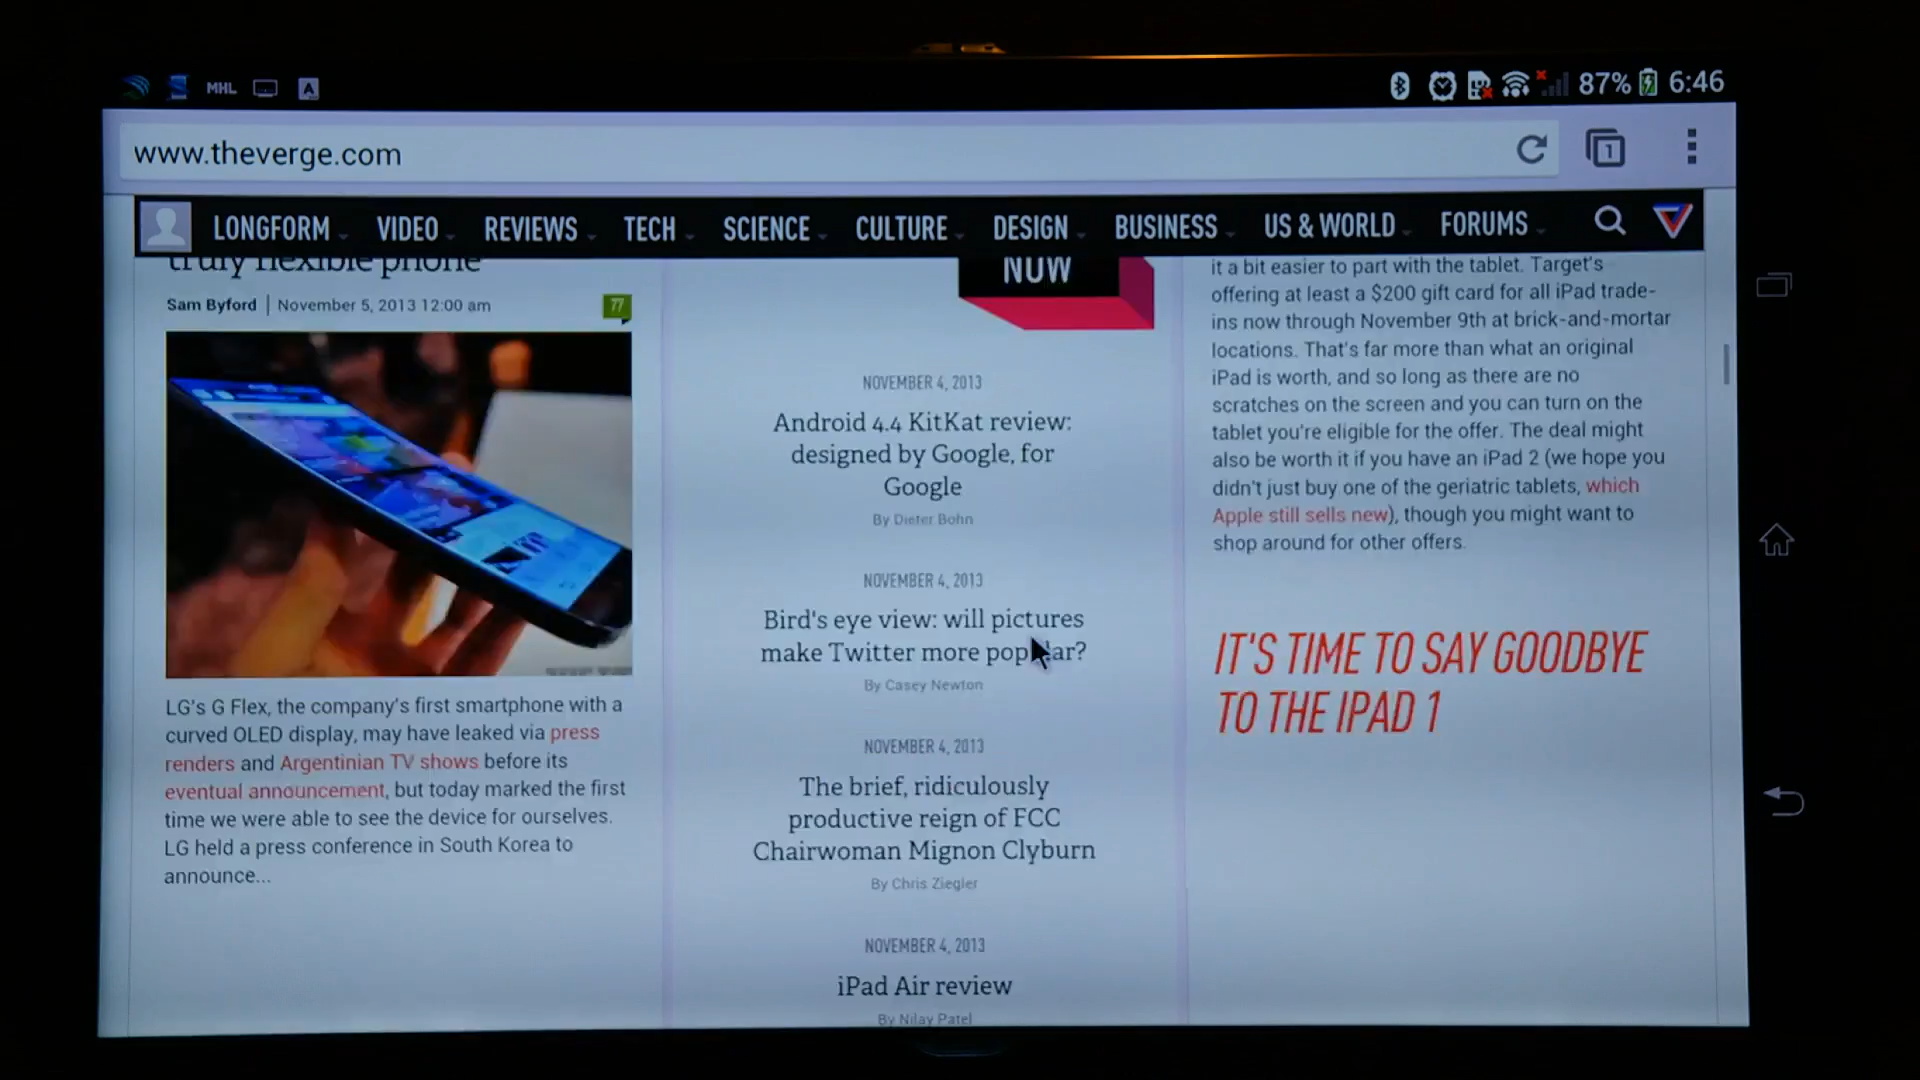 MHL
A
87% 6:46
www.theverge.com
1
LONGFORM VIDEO REVIEWS TECH SCIENCE CULTURE DESIGN BUSINESS US & WORLD FORUMS
truly flexible phone
Sam Byford | November 5, 2013 12:00 am
77
LG's G Flex, the company's first smartphone with a
curved OLED display, may have leaked via press
renders and Argentinian TV shows before its
eventual announcement, but today marked the first
time we were able to see the device for ourselves.
LG held a press conference in South Korea to
announce...
NOW
NOVEMBER 4, 2013
Android 4.4 KitKat review:
designed by Google, for
Google
By Dieter Bohn
NOVEMBER 4, 2013
Bird's eye view: will pictures
make Twitter more popular?
By Casey Newton
NOVEMBER 4, 2013
The brief, ridiculously
productive reign of FCC
Chairwoman Mignon Clyburn
By Chris Ziegler
NOVEMBER 4, 2013
iPad Air review
By Nilay Patel
it a bit easier to part with the tablet. Target's
offering at least a $200 gift card for all iPad trade-
ins now through November 9th at brick-and-mortar
locations. That's far more than what an original
iPad is worth, and so long as there are no
scratches on the screen and you can turn on the
tablet you're eligible for the offer. The deal might
also be worth it if you have an iPad 2 (we hope you
didn't just buy one of the geriatric tablets, which
Apple still sells new), though you might want to
shop around for other offers.
IT'S TIME TO SAY GOODBYE
TO THE IPAD 1